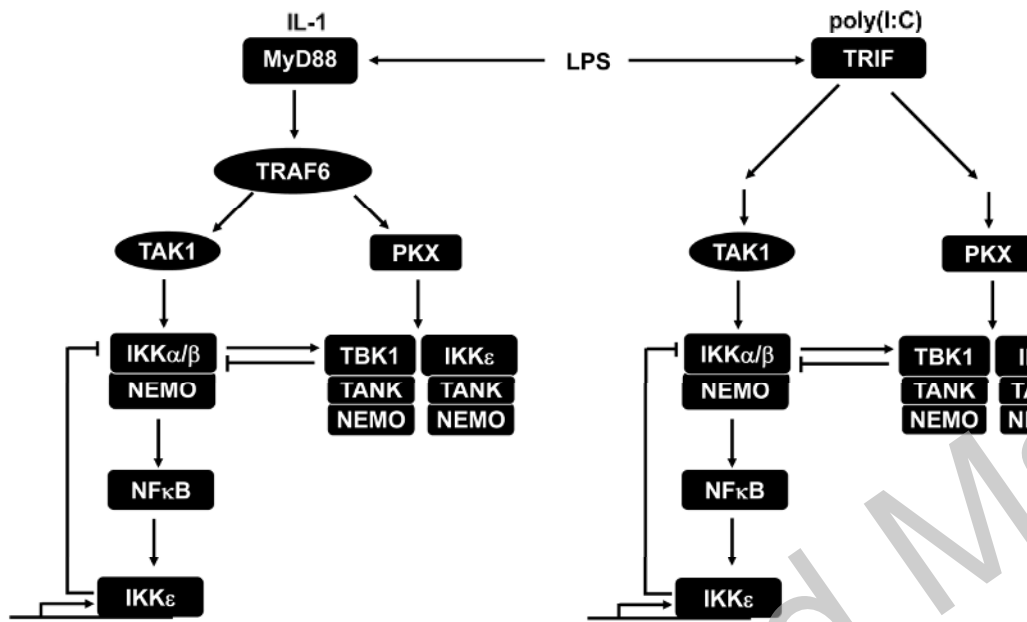 IL-1
poly(I:C)
MyD88
LPS
TRIF
TRAF6
TAK1
PKX
TAK1
PKX
IKKα/β
TBK1
IKKε
IKKα/β
TBK1
NEMO
TANK
TANK
NEMO
TANK
NEMO
NEMO
NEMO
NFκB
NFκB
IKKε
IKKε